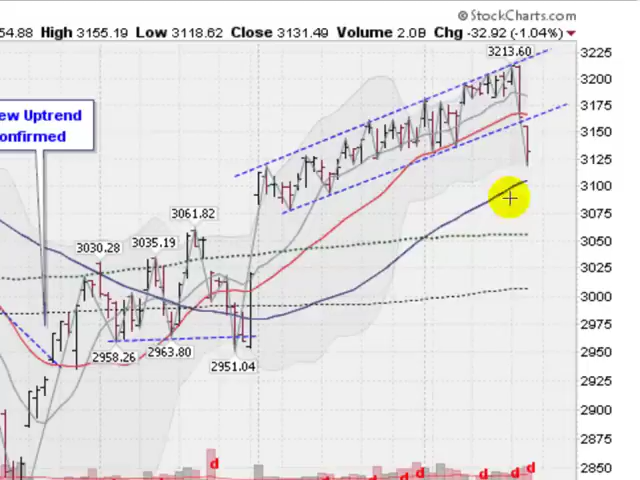 © StockCharts.com
54.88 High 3155.19 Low 3118.62 Close 3131.49 Volume 2.0B Chg -32.92 (-1.04%)
3213.60
3225
3200
3175
3150
3125
3100
3075
3050
3025
3000
2975
2950
2925
2900
2875
2850
ew Uptrend
onfirmed
3061.82
3030.28
3035.19
2958.26
2963.80
2951.04
d
d
d
d
d
d